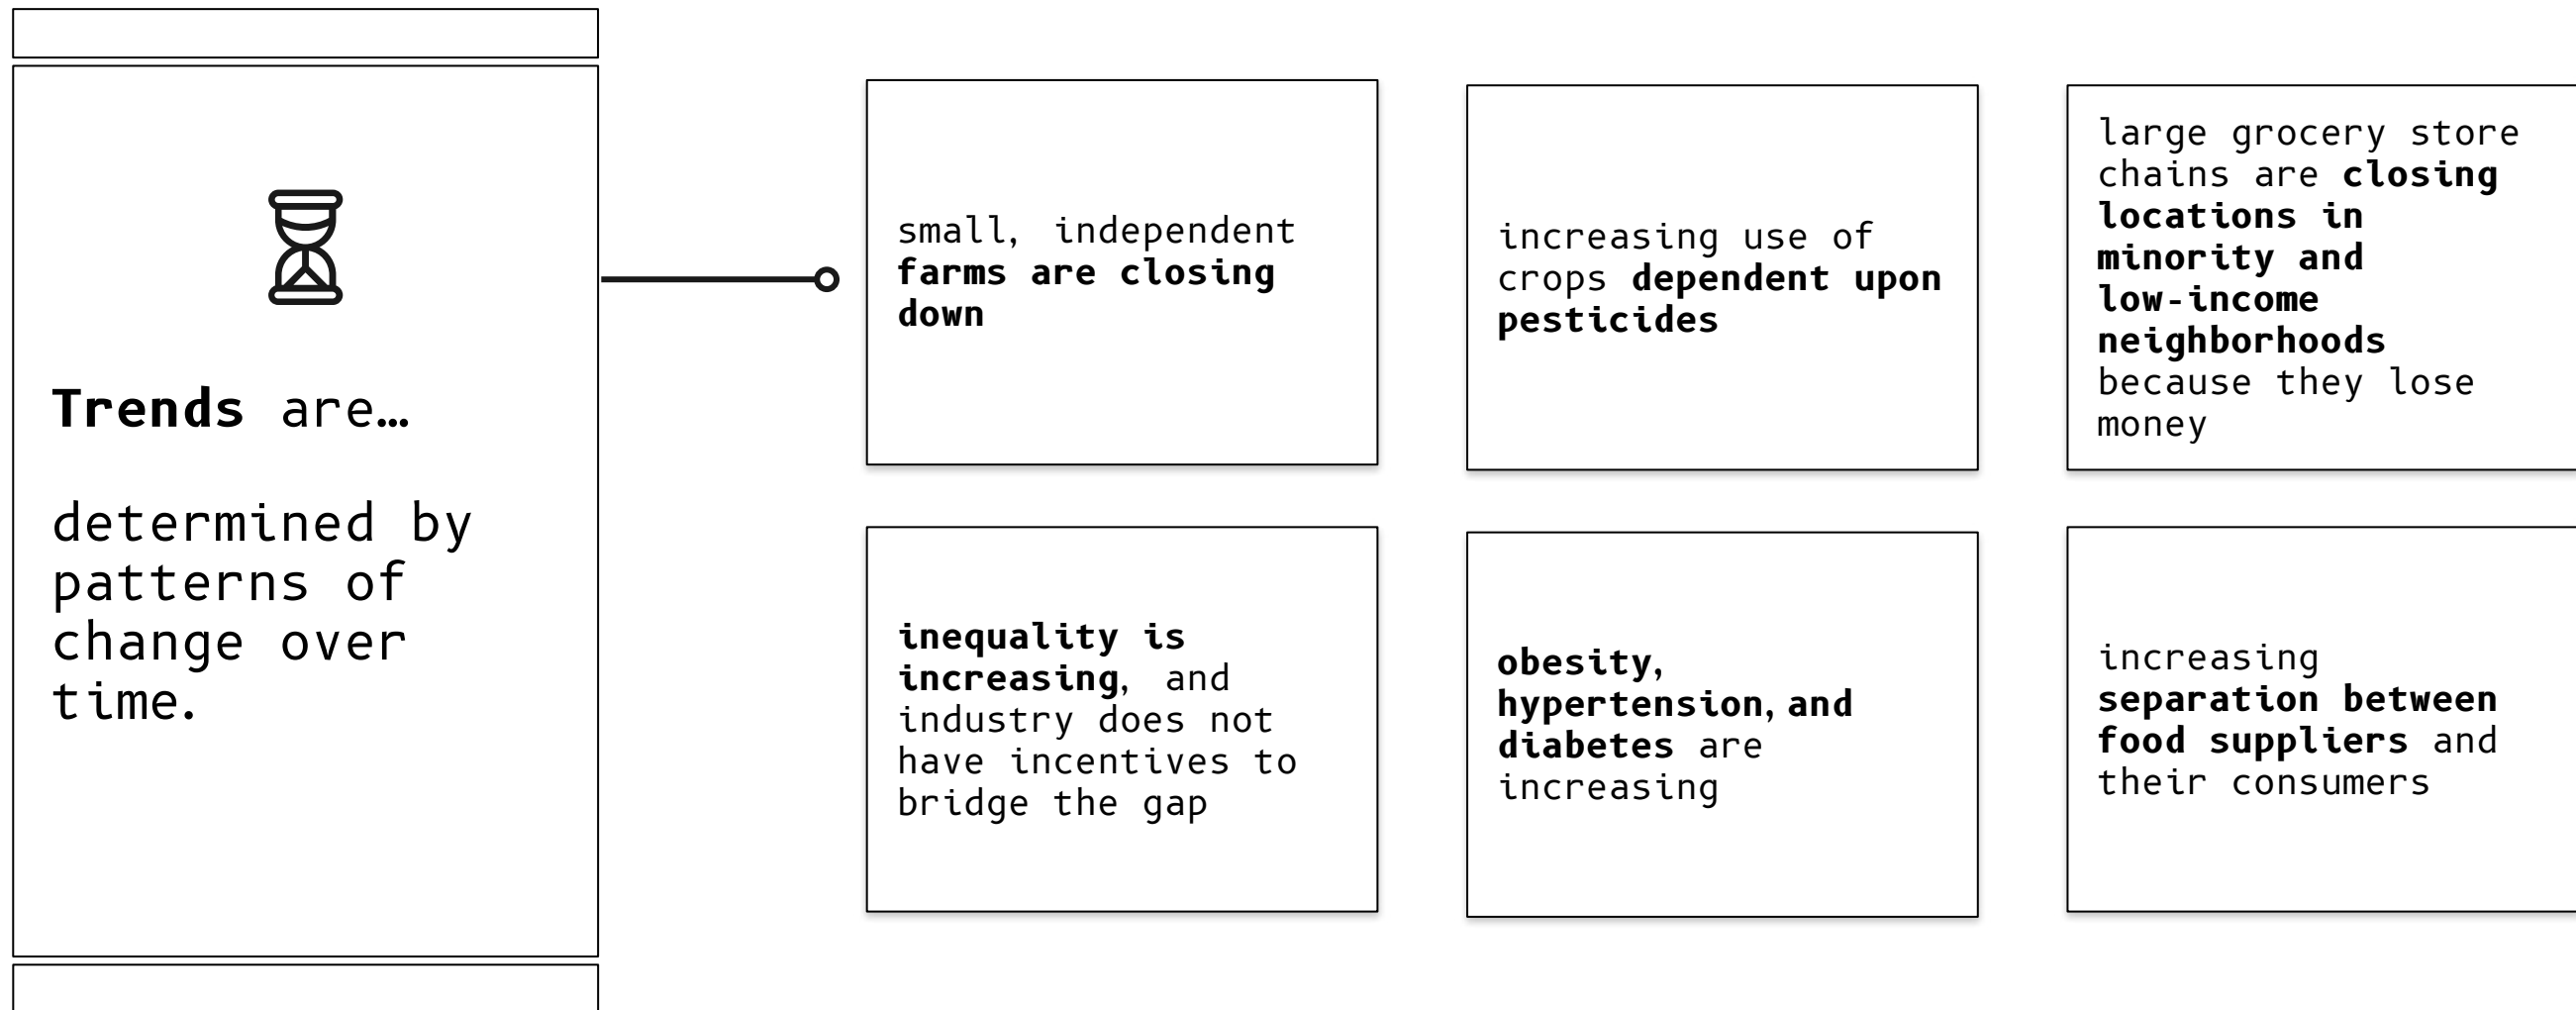 Trends are…
determined by
patterns of
change over
time.
small, independent
farms are closing
down
increasing use of
crops dependent upon
pesticides
large grocery store
chains are closing
locations in
minority and
low-income
neighborhoods
because they lose
money
inequality is
increasing, and
industry does not
have incentives to
bridge the gap
obesity,
hypertension, and
diabetes are
increasing
increasing
separation between
food suppliers and
their consumers